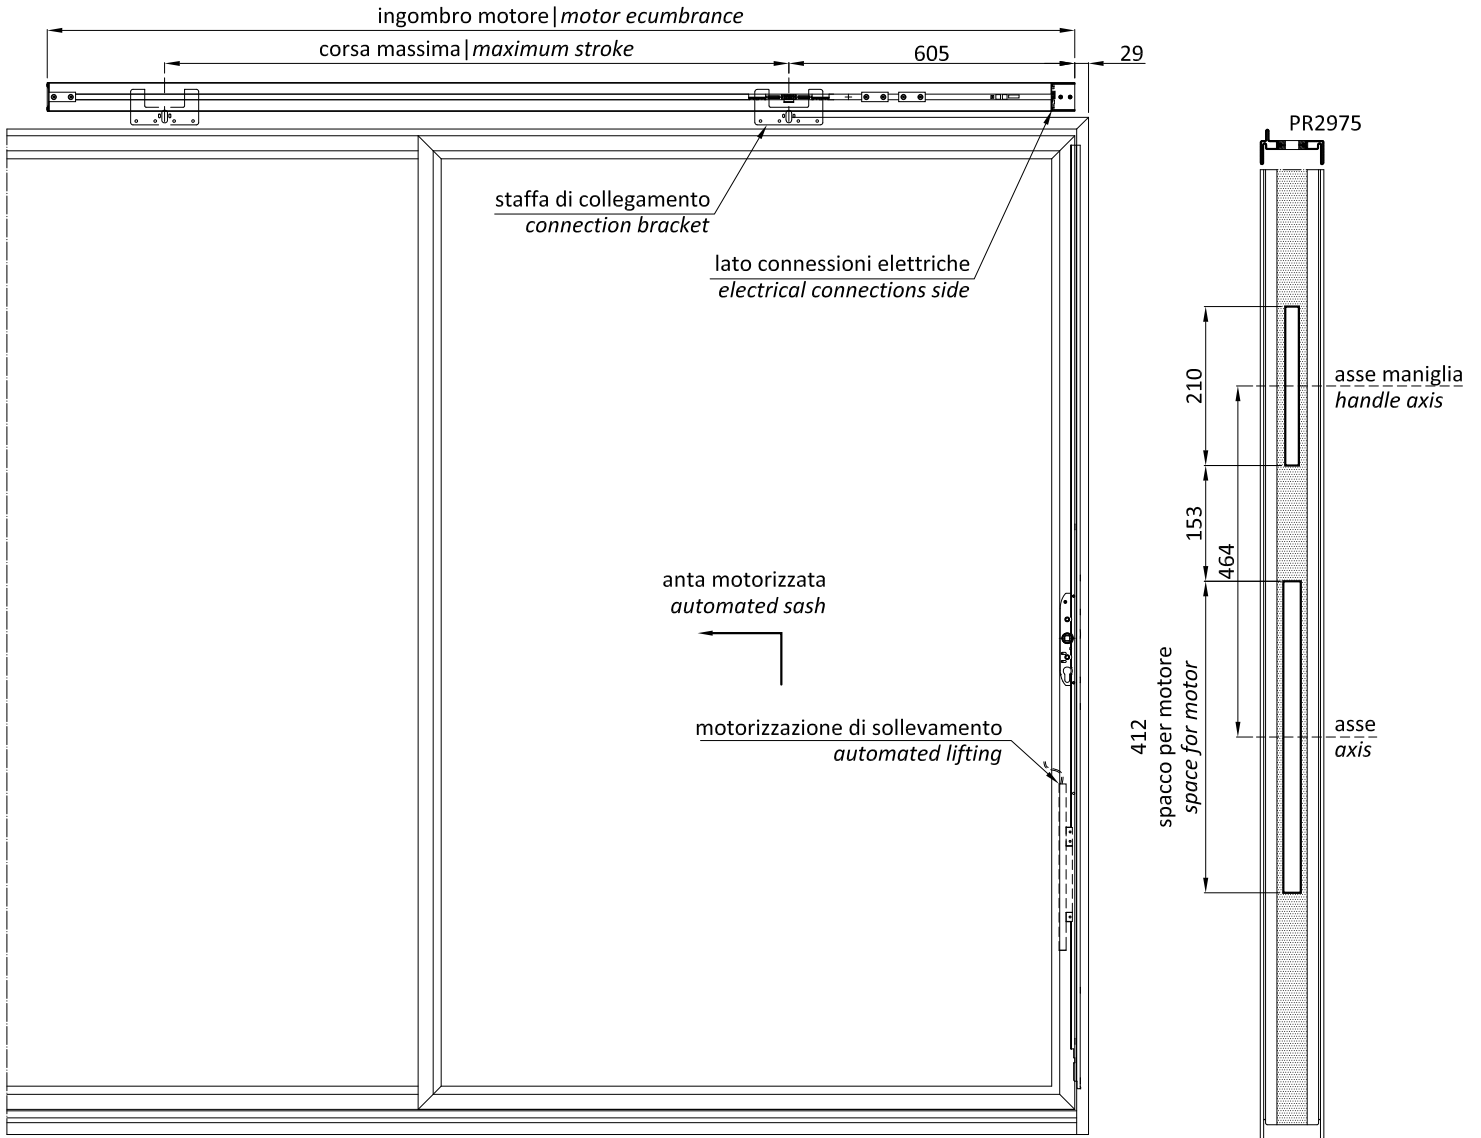 ingombro motore|motor ecumbrance
corsa massima|maximum stroke
605
29
PR2975
staffa di collegamento
connection bracket
lato connessioni elettriche
electrical connections side
210
asse maniglia
handle axis
153
464
anta motorizzata
automated sash
412
spacco per motore
space for motor
motorizzazione di sollevamento
automated lifting
asse
axis